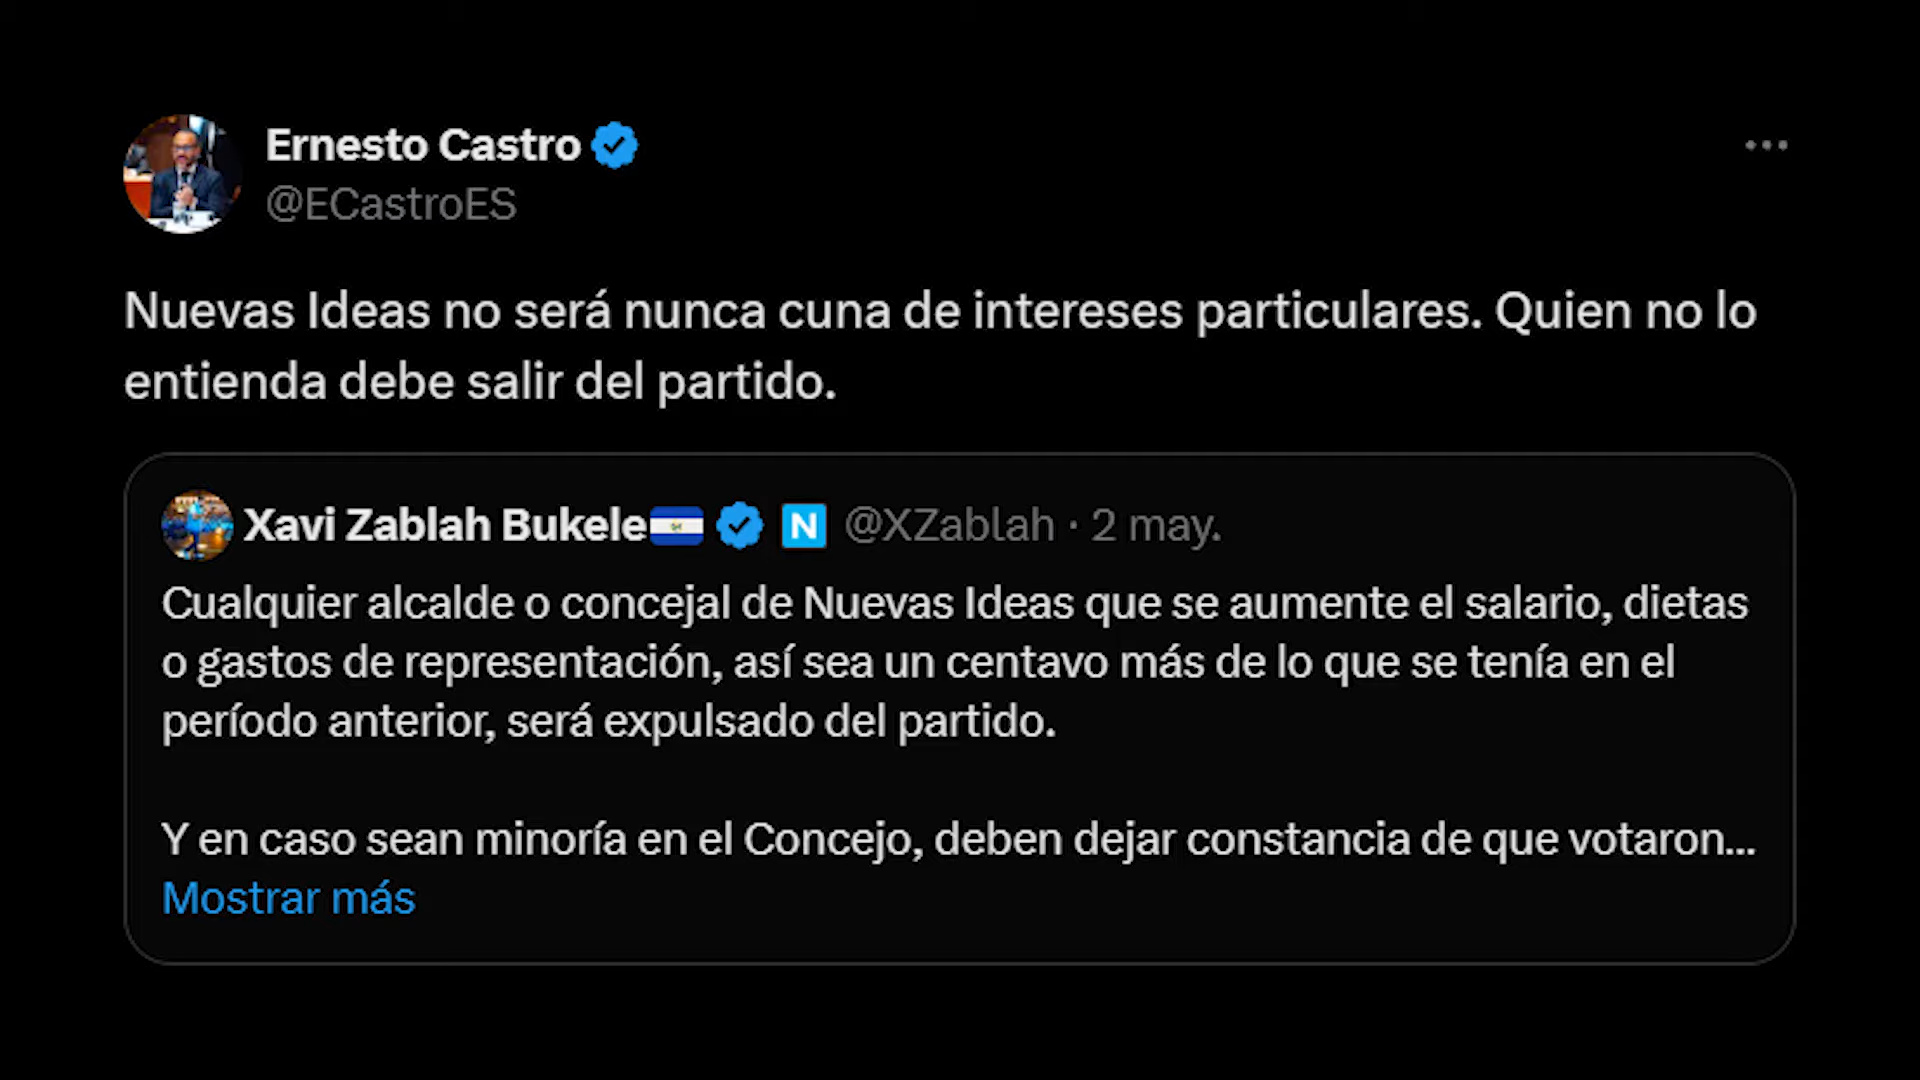 Ernesto Castro
@ECastroES
Nuevas Ideas no será nunca cuna de intereses particulares. Quien no lo
entienda debe salir del partido.
Xavi Zablah Bukele N @XZablah · 2 may.
Cualquier alcalde o concejal de Nuevas Ideas que se aumente el salario, dietas
o gastos de representación, así sea un centavo más de lo que se tenía en el
período anterior, será expulsado del partido.
Y en caso sean minoría en el Concejo, deben dejar constancia de que votaron...
Mostrar más